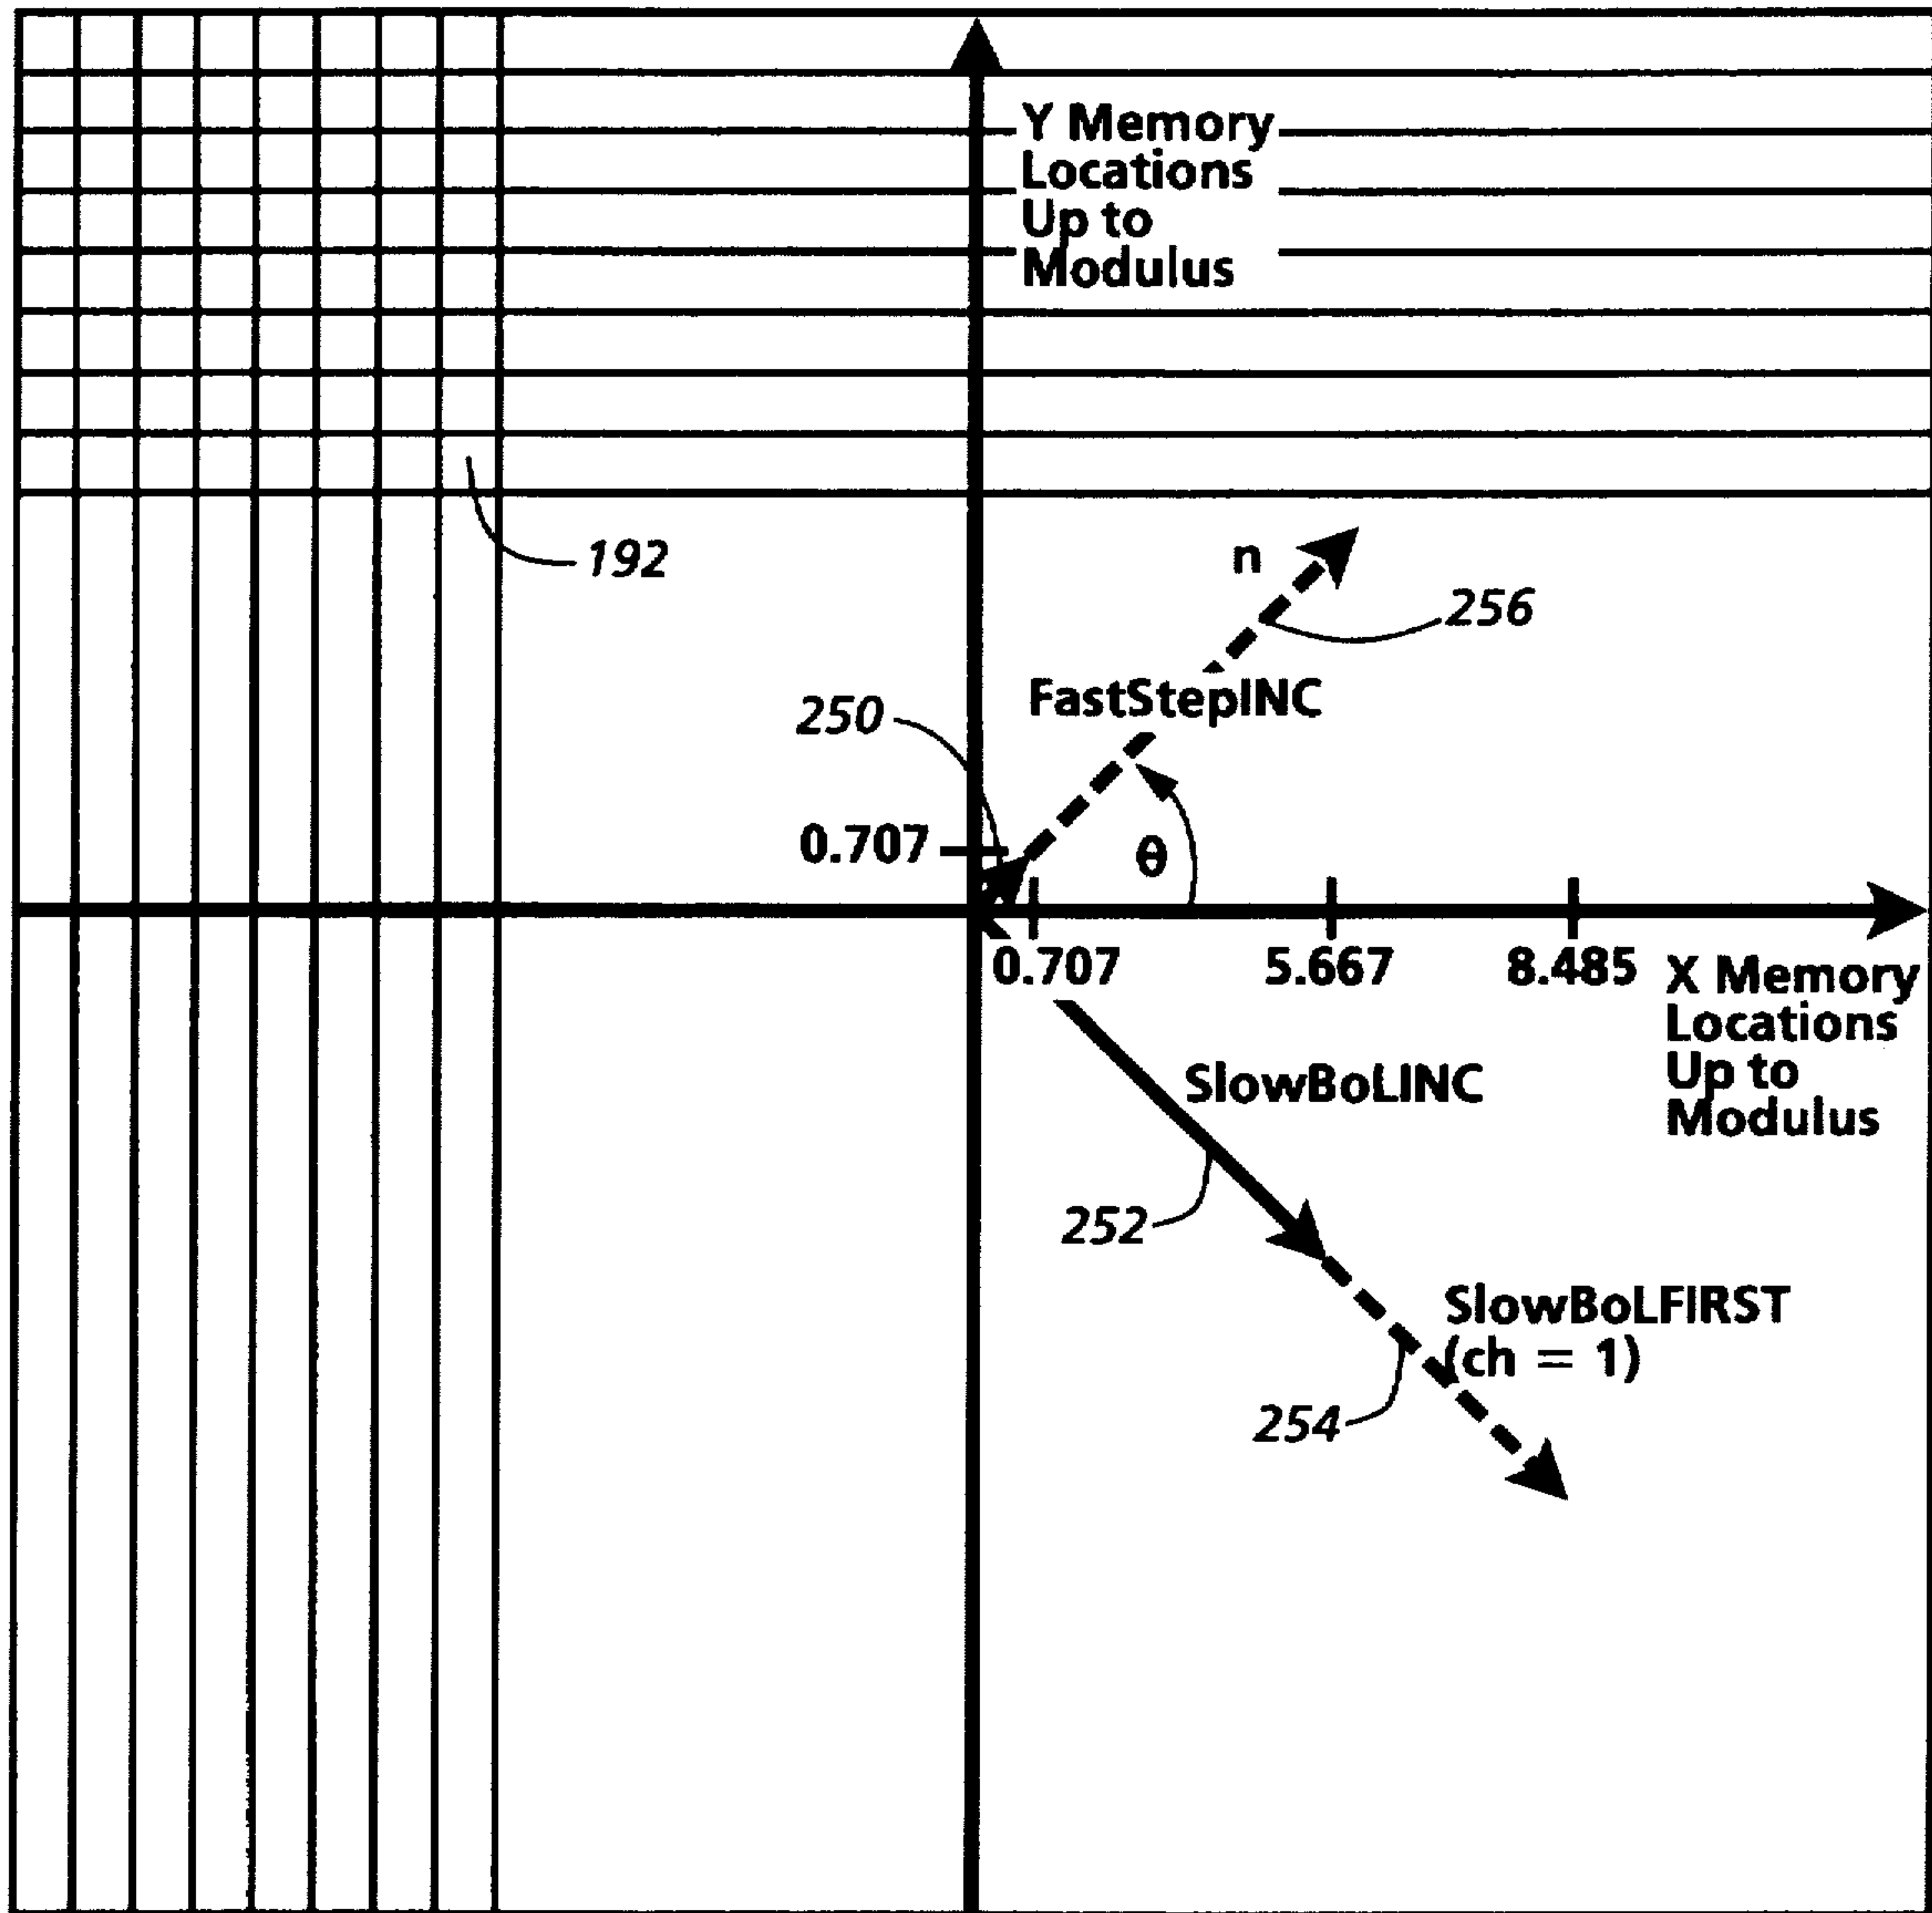 Y Memory
Locations
Up to
Modulus
192
n
256
FastStepINC
250
0.707
θ
0.707
5.667
8.485
X Memory
Locations
Up to
Modulus
SlowBoLINC
252
SlowBoLFIRST
(ch = 1)
254